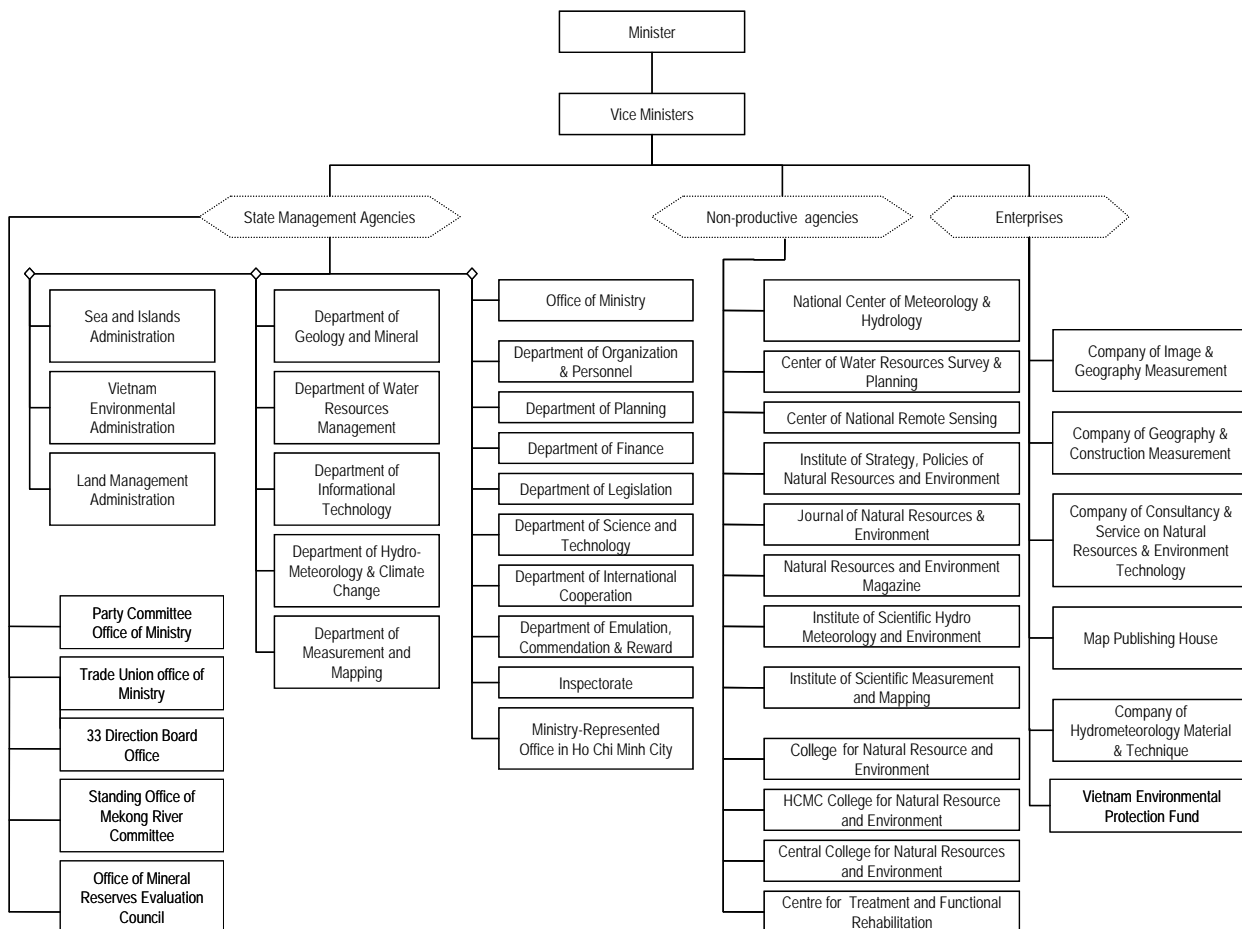 Minister
Vice Ministers
State Management Agencies
Non-productive agencies
Enterprises
Sea and Islands
Administration
Vietnam
Environmental
Administration
Land Management
Administration
Party Committee
Office of Ministry
Trade Union office of
Ministry
33 Direction Board
Office
Standing Office of
Mekong River
Committee
Office of Mineral
Reserves Evaluation
Council
Department of
Geology and Mineral
Department of Water
Resources
Management
Department of
Informational
Technology
Department of Hydro-
Meteorology & Climate
Change
Department of
Measurement and
Mapping
Office of Ministry
Department of Organization
& Personnel
Department of Planning
Department of Finance
Department of Legislation
Department of Science and
Technology
Department of International
Cooperation
Department of Emulation,
Commendation & Reward
Inspectorate
Ministry-Represented
Office in Ho Chi Minh City
National Center of Meteorology &
Hydrology
Center of Water Resources Survey &
Planning
Center of National Remote Sensing
Institute of Strategy, Policies of
Natural Resources and Environment
Journal of Natural Resources &
Environment
Natural Resources and Environment
Magazine
Institute of Scientific Hydro
Meteorology and Environment
Institute of Scientific Measurement
and Mapping
College for Natural Resource and
Environment
HCMC College for Natural Resource
and Environment
Central College for Natural Resources
and Environment
Centre for Treatment and Functional
Rehabilitation
Company of Image &
Geography Measurement
Company of Geography &
Construction Measurement
Company of Consultancy &
Service on Natural
Resources & Environment
Technology
Map Publishing House
Company of
Hydrometeorology Material
& Technique
Vietnam Environmental
Protection Fund